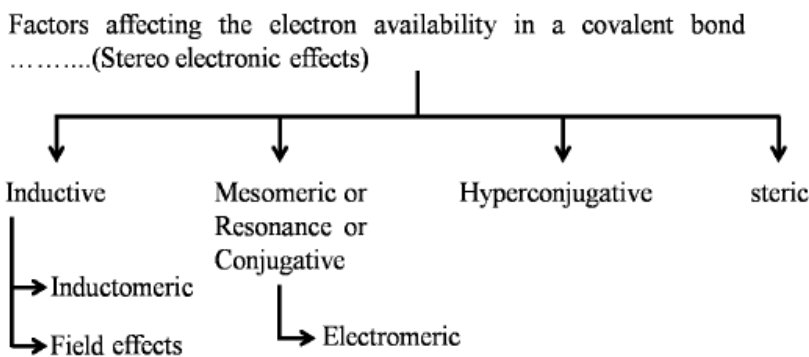 Factors affecting the electron availability in a covalent bond
……....(Stereo electronic effects)
Inductive
Mesomeric or
Resonance or
Conjugative
Hyperconjugative
steric
Inductomeric
Field effects
Electromeric